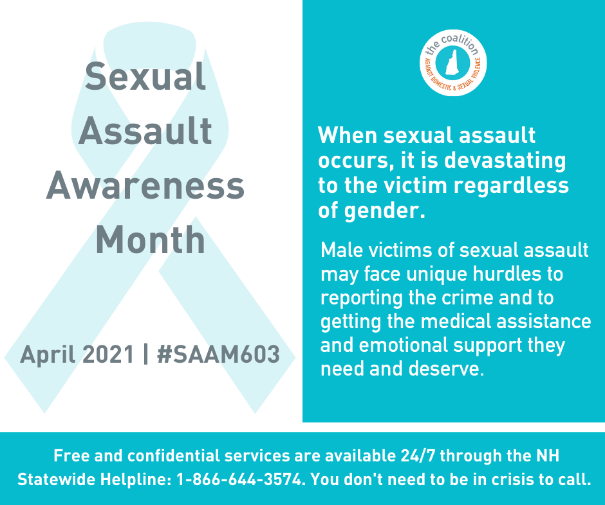 Sexual
Assault
Awareness
Month
April 2021 | #SAAM603
the coalition
AGAINST DOMESTIC & SEXUAL VIOLENCE
When sexual assault
occurs, it is devastating
to the victim regardless
of gender.
Male victims of sexual assault
may face unique hurdles to
reporting the crime and to
getting the medical assistance
and emotional support they
need and deserve.
Free and confidential services are available 24/7 through the NH
Statewide Helpline: 1-866-644-3574. You don't need to be in crisis to call.